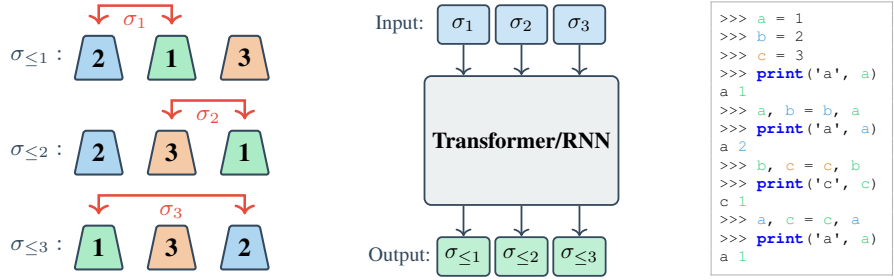 σ1
σ≤1 :
2 1 3
σ2
σ≤2 :
2 3 1
σ3
σ≤3 :
1 3 2
Input: σ1 σ2 σ3
Transformer/RNN
Output: σ≤1 σ≤2 σ≤3
>>> a = 1
>>> b = 2
>>> c = 3
>>> print('a', a)
a 1
>>> a, b = b, a
>>> print('a', a)
a 2
>>> b, c = c, b
>>> print('c', c)
c 1
>>> a, c = c, a
>>> print('a', a)
a 1